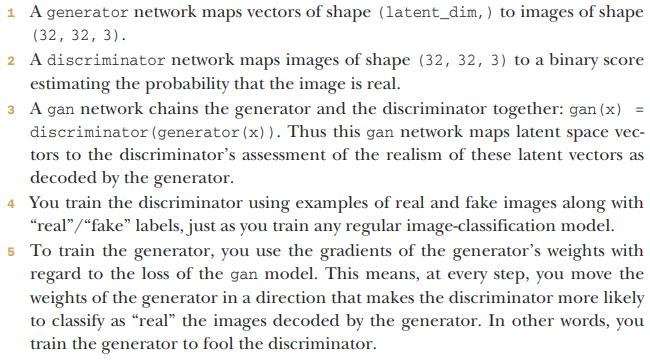 1 A generator network maps vectors of shape (latent_dim,) to images of shape
(32, 32, 3).
2 A discriminator network maps images of shape (32, 32, 3) to a binary score
estimating the probability that the image is real.
3 A gan network chains the generator and the discriminator together: gan(x) =
discriminator(generator(x)). Thus this gan network maps latent space vec-
tors to the discriminator's assessment of the realism of these latent vectors as
decoded by the generator.
4 You train the discriminator using examples of real and fake images along with
“real”/“fake” labels, just as you train any regular image-classification model.
5 To train the generator, you use the gradients of the generator's weights with
regard to the loss of the gan model. This means, at every step, you move the
weights of the generator in a direction that makes the discriminator more likely
to classify as “real” the images decoded by the generator. In other words, you
train the generator to fool the discriminator.